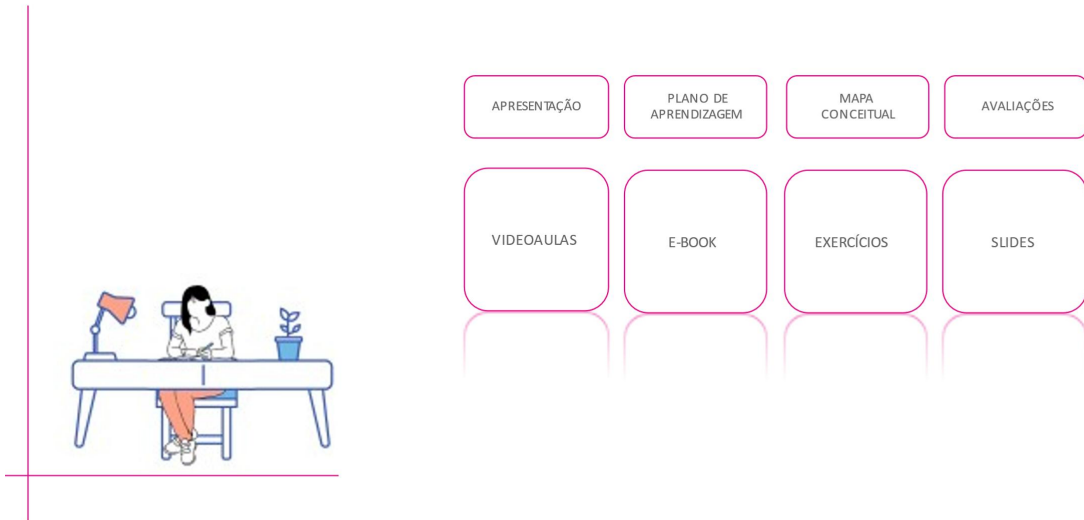 APRESENTAÇÃO
PLANO DE
APRENDIZAGEM
MAPA
CONCEITUAL
AVALIAÇÕES
VIDEOAULAS
E-BOOK
EXERCÍCIOS
SLIDES